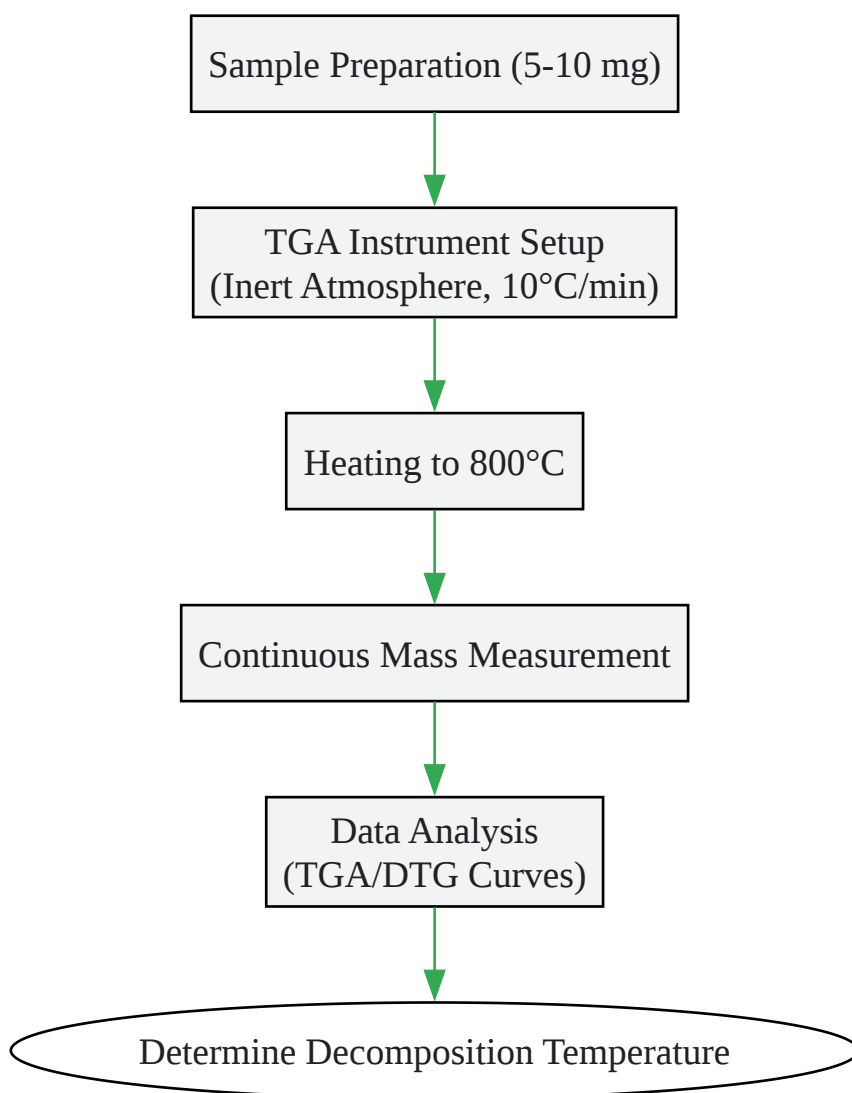 Sample Preparation (5-10 mg)
TGA Instrument Setup
(Inert Atmosphere, 10°C/min)
Heating to 800°C
Continuous Mass Measurement
Data Analysis
(TGA/DTG Curves)
Determine Decomposition Temperature